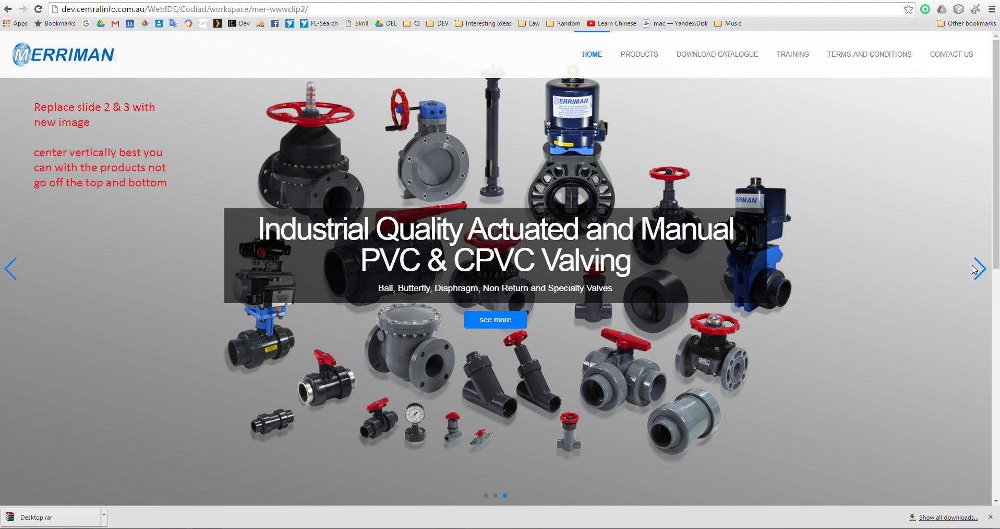 dev.centralinfo.com.au/WebIDE/Codiad/workspace/mer-wwwclip2/
Apps Bookmarks 12 [C] Dev PMA FL-Search Skrill DEL CI DEV Interesting Ideas Law Random Learn Chinese mac — Yandex.Disk Music Other bookmarks
MERRIMAN
HOME PRODUCTS DOWNLOAD CATALOGUE TRAINING TERMS AND CONDITIONS CONTACT US
Replace slide 2 & 3 with
new image
center vertically best you
can with the products not
go off the top and bottom
ERRIMAN
ERRIMAN
Industrial Quality Actuated and Manual
PVC & CPVC Valving
Ball, Butterfly, Diaphragm, Non Return and Specialty Valves
see more
Desktop.rar
Show all downloads...